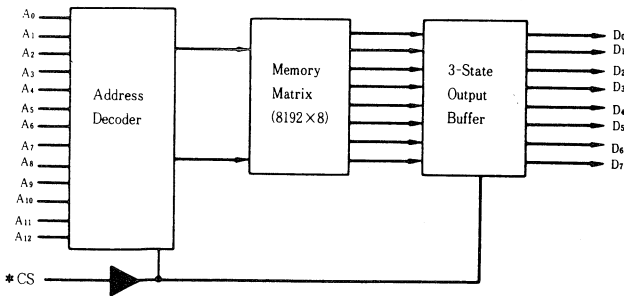 A₀
A₁
A₂
A₃
A₄
A₅
A₆
A₇
A₈
A₉
A₁₀
A₁₁
A₁₂
Address
Decoder
Memory
Matrix
(8192×8)
3-State
Output
Buffer
D₀
D₁
D₂
D₃
D₄
D₅
D₆
D₇
*CS